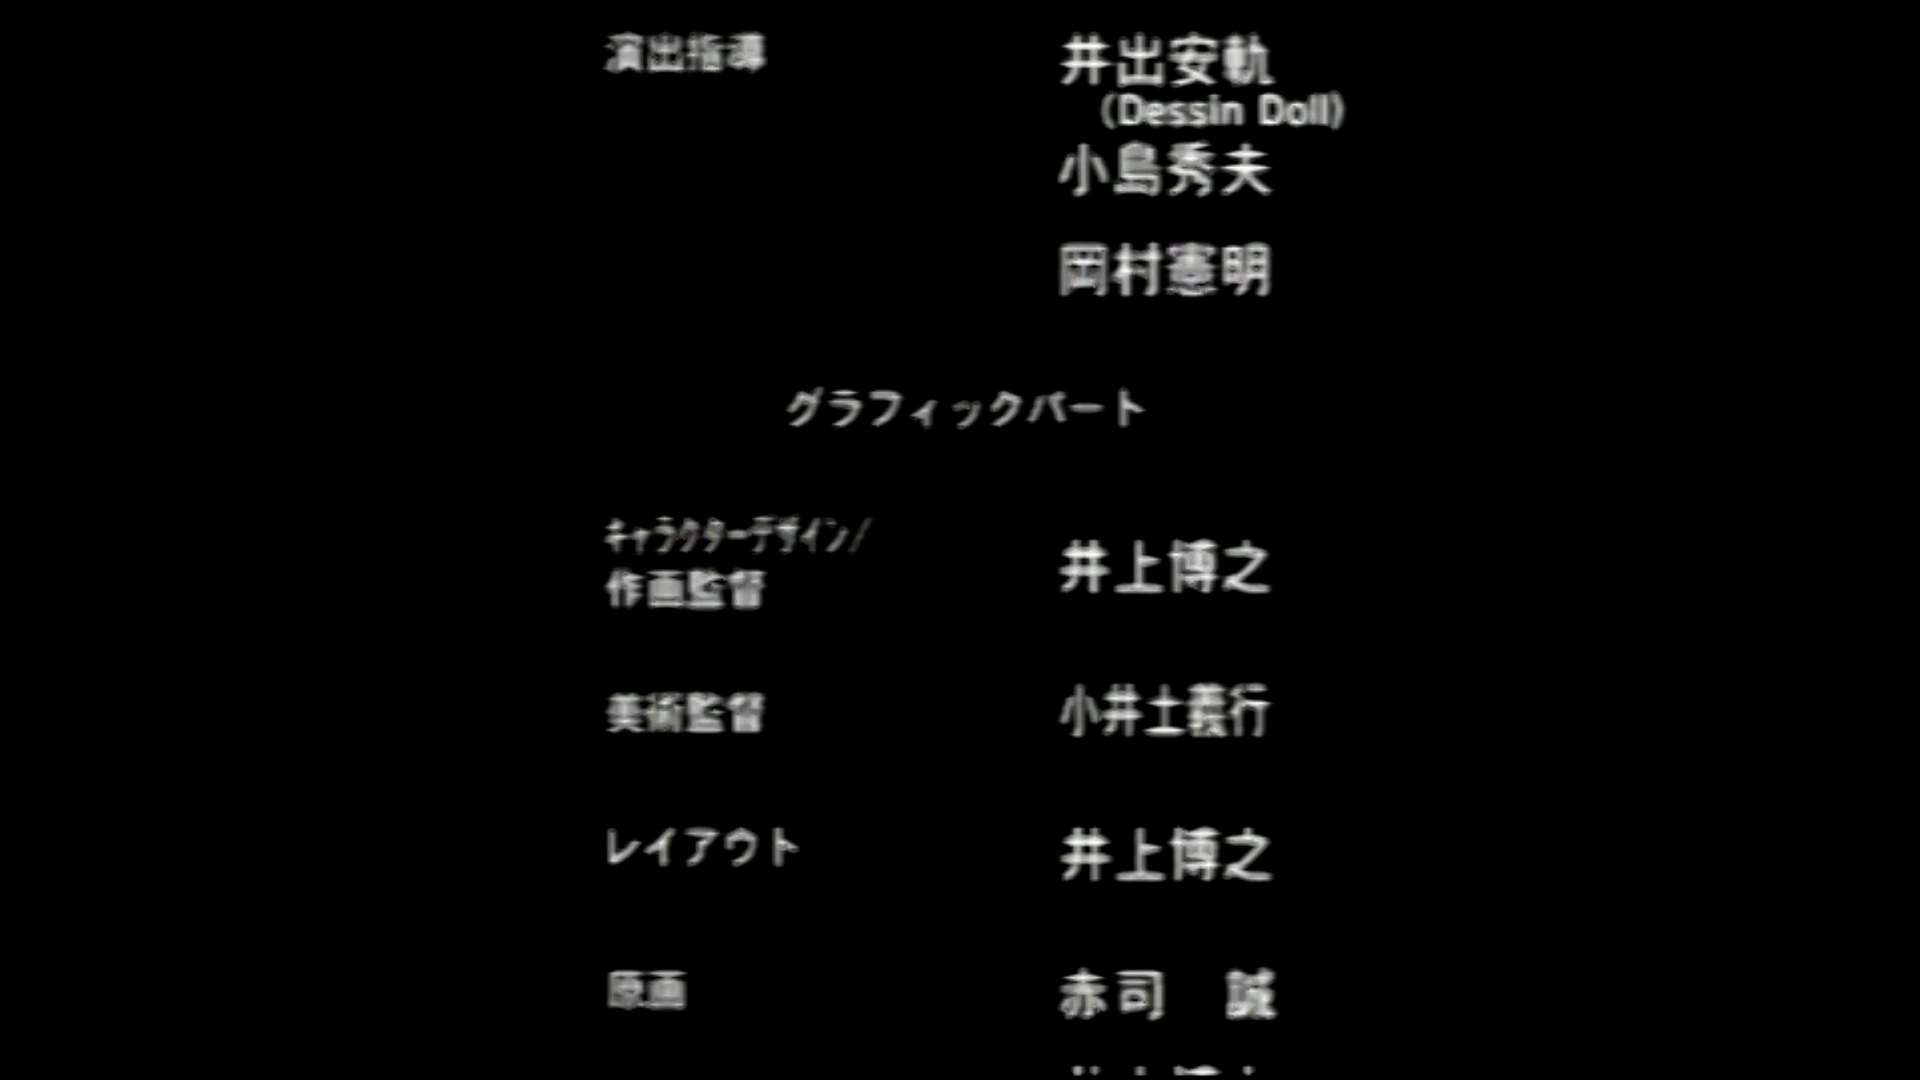 演出指導 井出安軌
(Dessin Doll)
小島秀夫
岡村憲明
グラフィックパート
キャラクターデザイン/
作画監督 井上博之
美術監督 小井土義行
レイアウト 井上博之
原画 赤司 誠